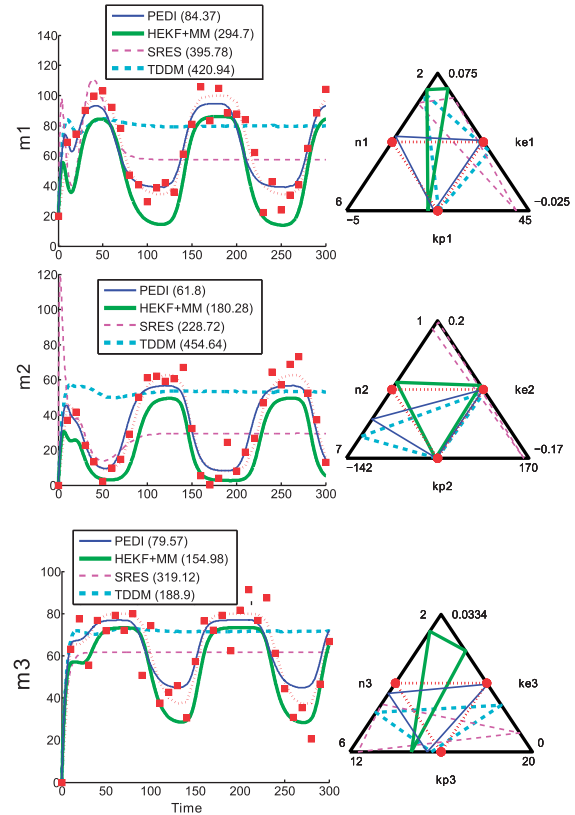 PEDI (84.37)
HEKF+MM (294.7)
SRES (395.78)
TDDM (420.94)
140
120
100
80
60
40
20
0
m1
0 50 100 150 200 250 300
2 0.075
n1 ke1
6 -0.025
-5 45
kp1
PEDI (61.8)
HEKF+MM (180.28)
SRES (228.72)
TDDM (454.64)
120
100
80
60
40
20
0
m2
0 50 100 150 200 250 300
1 0.2
n2 ke2
7 -0.17
-142 170
kp2
PEDI (79.57)
HEKF+MM (154.98)
SRES (319.12)
TDDM (188.9)
100
80
60
40
20
0
m3
0 50 100 150 200 250 300
Time
2 0.0334
n3 ke3
6 0
12 20
kp3